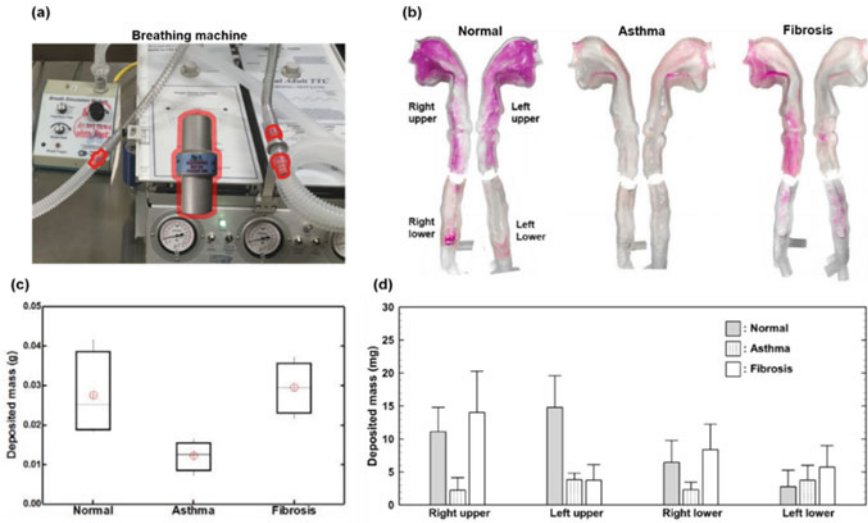 (a)
Breathing machine
(b)
Normal
Asthma
Fibrosis
Right
upper
Left
upper
Right
lower
Left
Lower
(c)
Deposited mass (g)
0.05
0.04
0.03
0.02
0.01
0.00
Normal
Asthma
Fibrosis
(d)
Deposited mass (mg)
30
25
20
15
10
5
0
: Normal
: Asthma
: Fibrosis
Right upper
Left upper
Right lower
Left lower